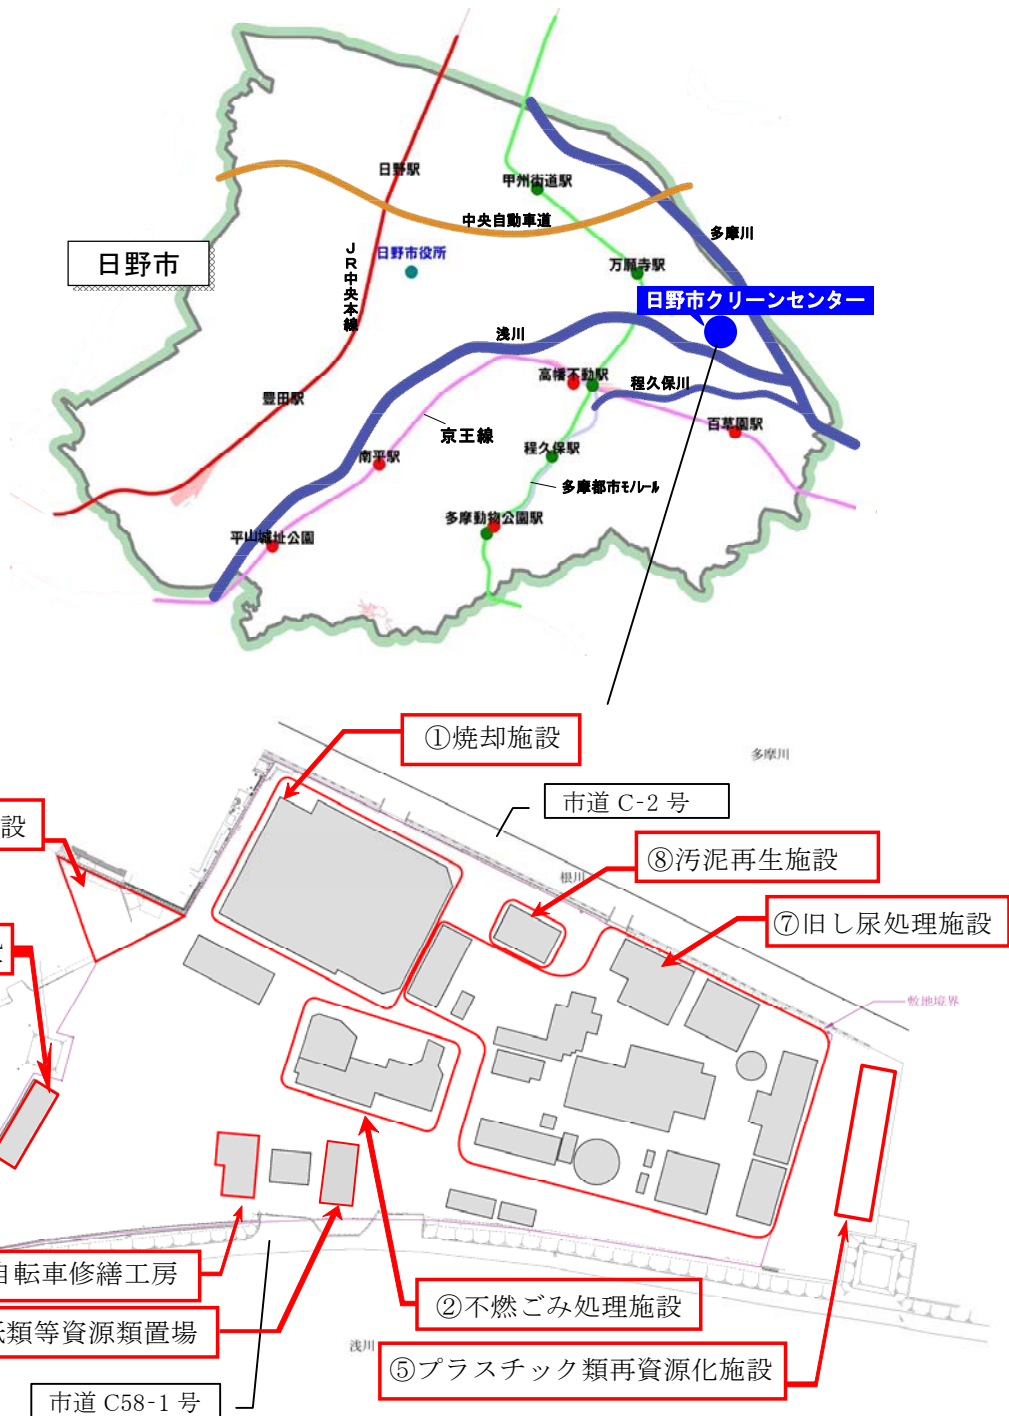 日野駅
甲州街道駅
中央自動車道
多摩川
日野市
JR中央本線
日野市役所
万願寺駅
日野市クリーンセンター
浅川
高幡不動駅
程久保川
豊田駅
京王線
百草園駅
南平駅
程久保駅
多摩都市モノレール
多摩動物公園駅
平山城址公園
①焼却施設
多摩川
市道 C-2 号
設
⑧汚泥再生施設
根川
⑦旧し尿処理施設
敷地境界
自転車修繕工房
②不燃ごみ処理施設
紙類等資源類置場
浅川
⑤プラスチック類再資源化施設
市道 C58-1 号